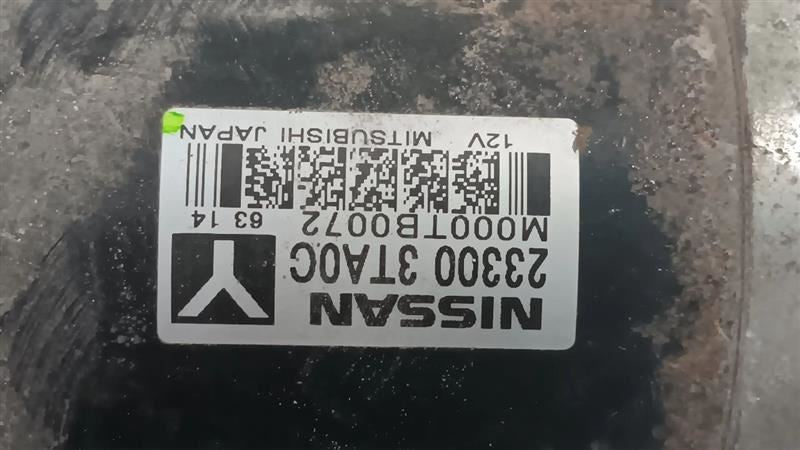 NISSAN
23300 3TA0C
Y
M000TB0072 63 14
12V MITSUBISHI JAPAN